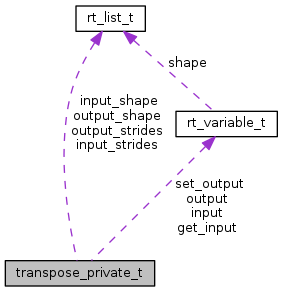 rt_list_t
shape
input_shape
output_shape
output_strides
input_strides
rt_variable_t
set_output
output
input
get_input
transpose_private_t